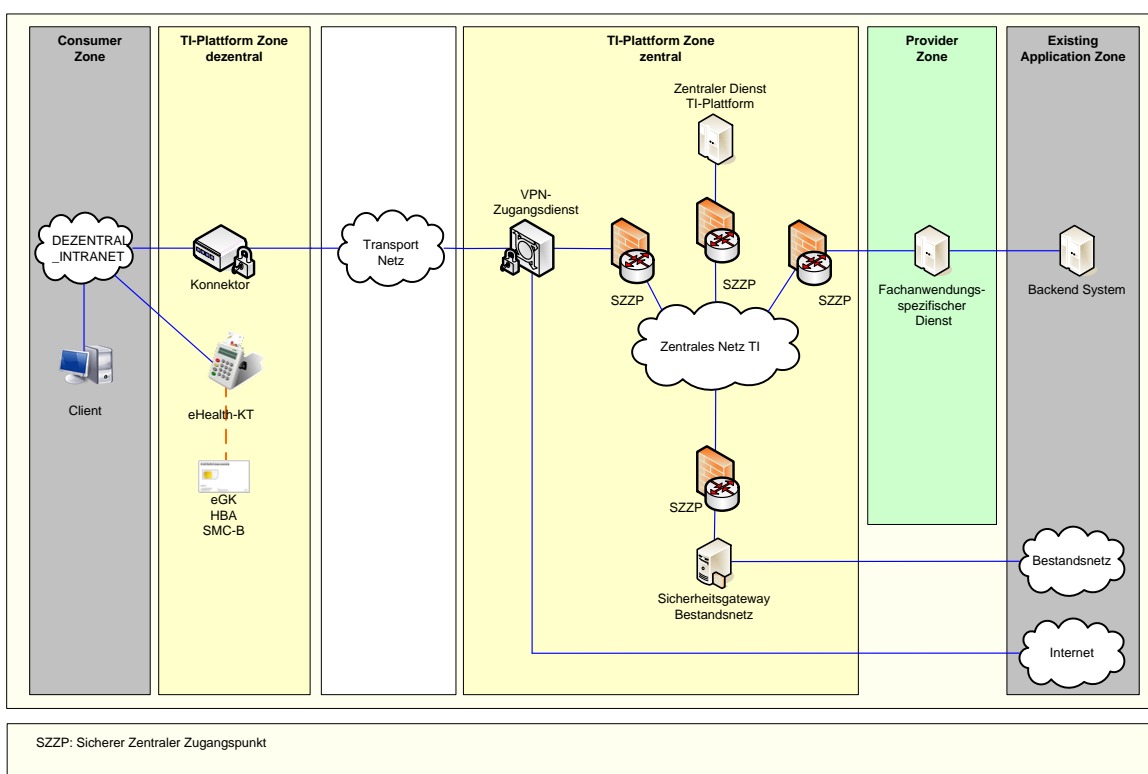 Consumer
Zone
TI-Plattform Zone
dezentral
TI-Plattform Zone
zentral
Provider
Zone
Existing
Application Zone
Zentraler Dienst
TI-Plattform
VPN-
Zugangsdienst
DEZENTRAL
_INTRANET
Konnektor
Transport
Netz
SZZP
SZZP
SZZP
Fachanwendungs-
spezifischer
Dienst
Backend System
Zentrales Netz TI
Client
eHealth-KT
eGK
HBA
SMC-B
SZZP
Sicherheitsgateway
Bestandsnetz
Bestandsnetz
Internet
SZZP: Sicherer Zentraler Zugangspunkt